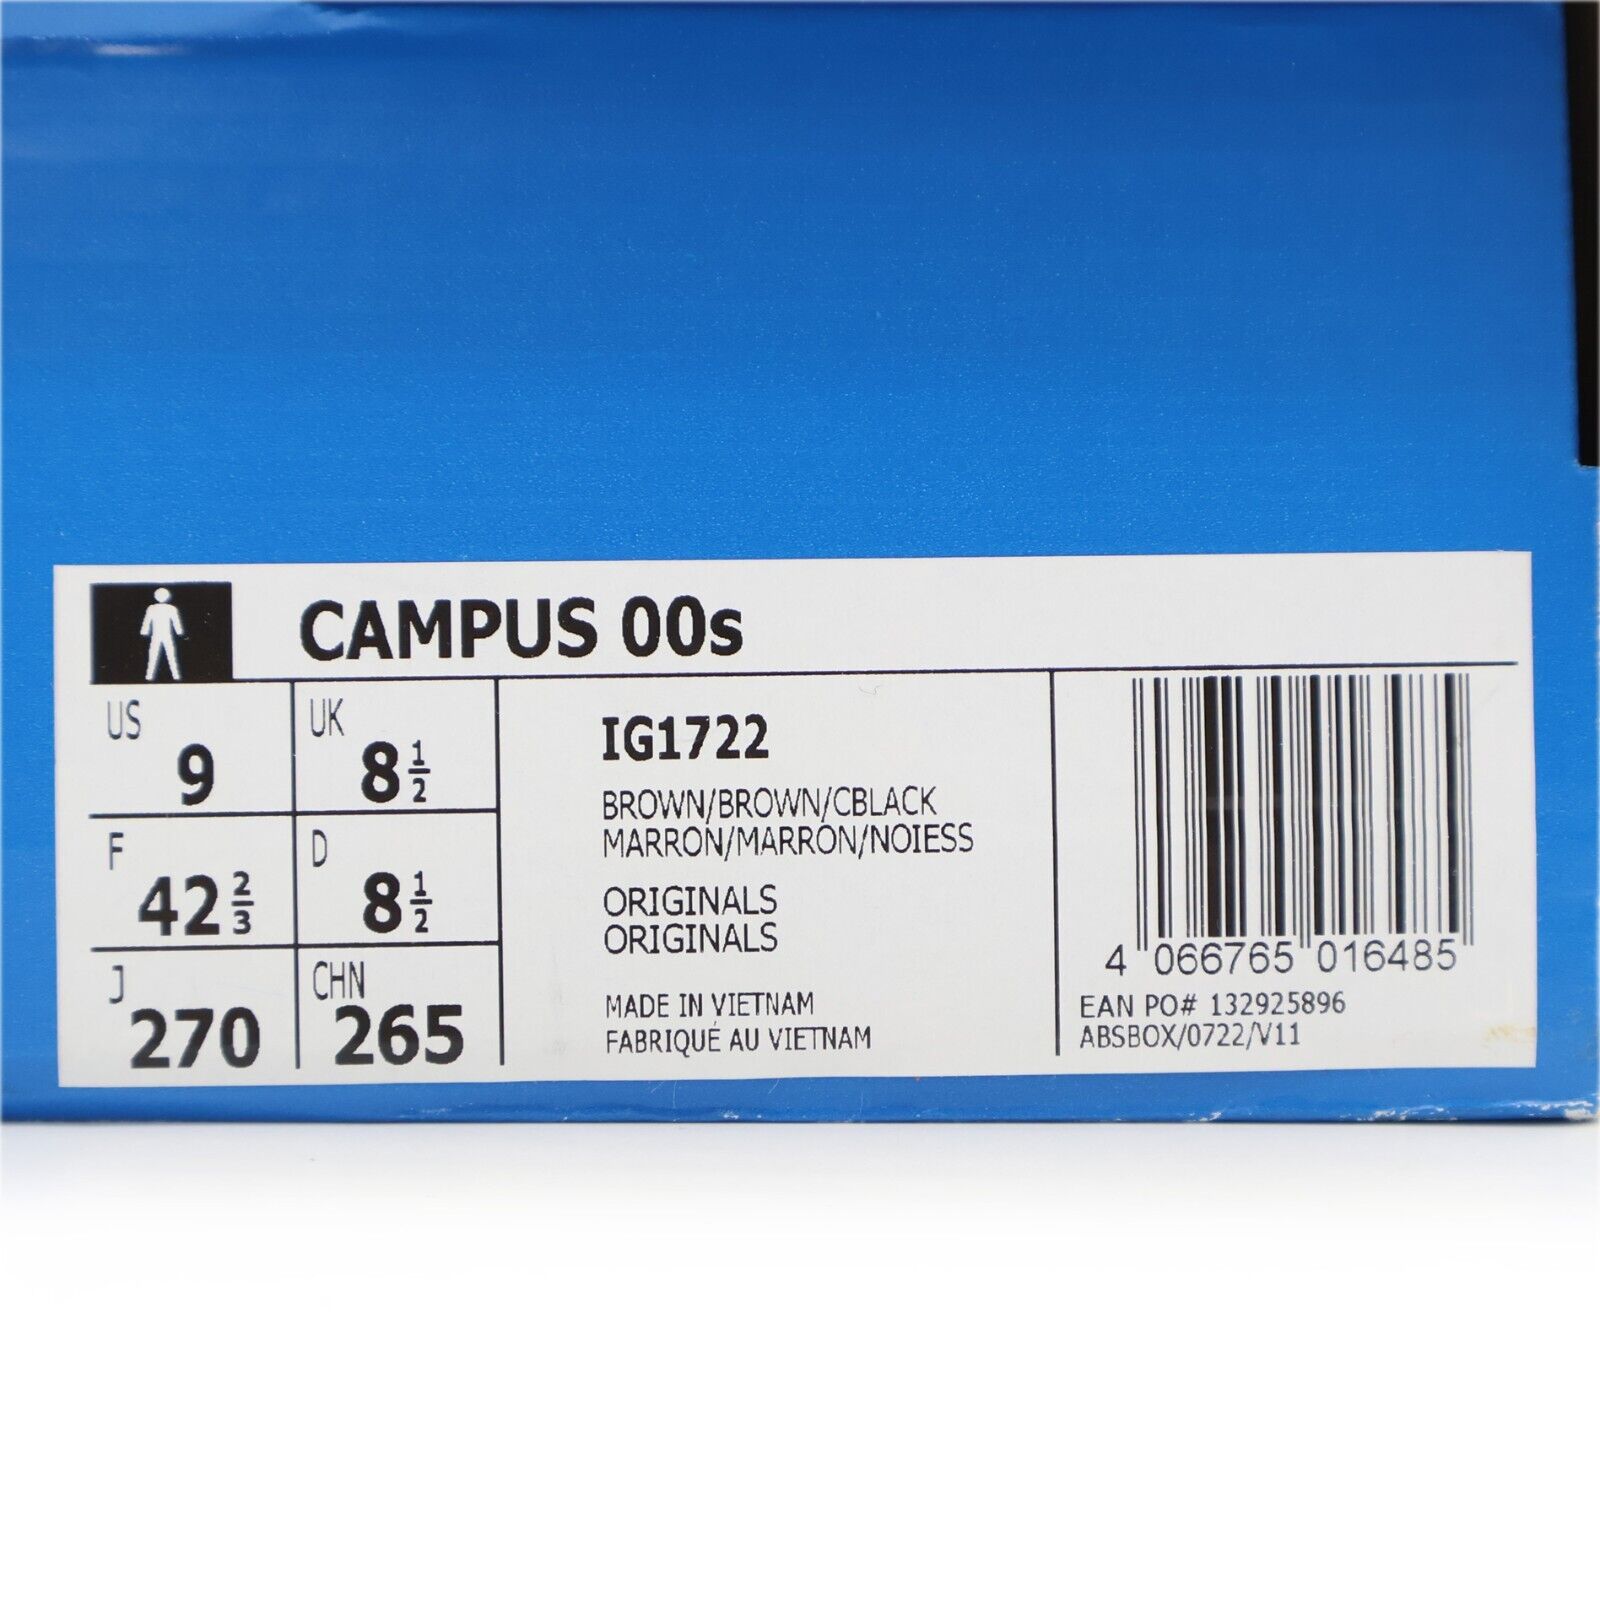 CAMPUS 00s
US 9
UK 8 1/2
F 42 2/3
D 8 1/2
J 270
CHN 265
IG1722
BROWN/BROWN/CBLACK
MARRON/MARRON/NOIESS
ORIGINALS
ORIGINALS
MADE IN VIETNAM
FABRIQUÉ AU VIETNAM
4 066765 016485
EAN PO# 132925896
ABSBOX/0722/V11